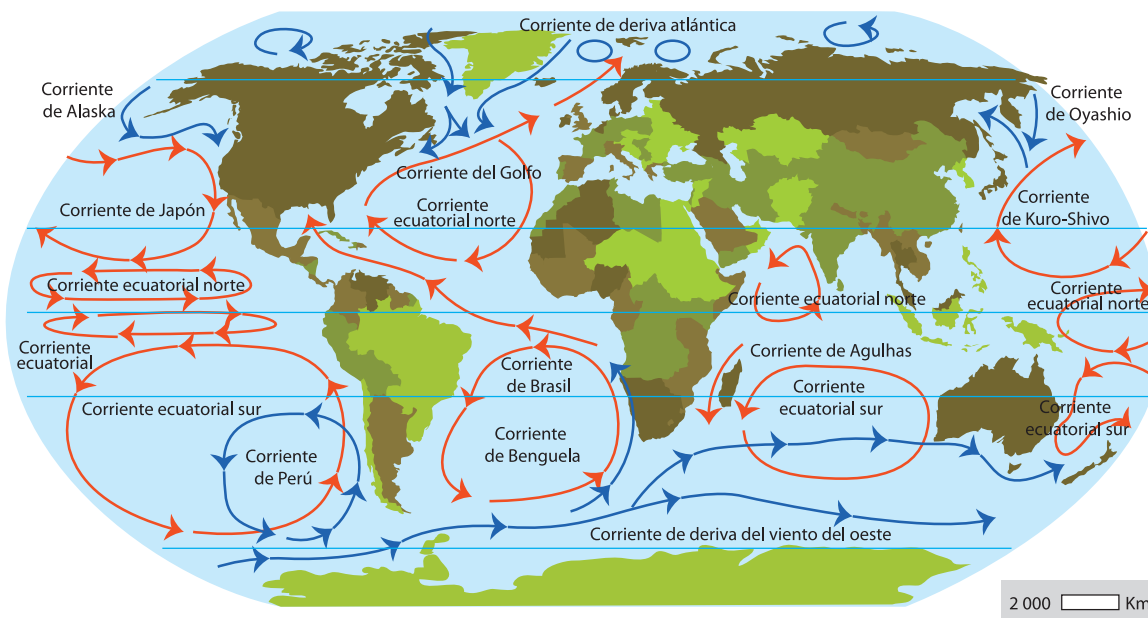 Corriente de deriva atlántica
Corriente
de Alaska
Corriente
de Oyashio
Corriente del Golfo
Corriente de Japón
Corriente
ecuatorial norte
Corriente
de Kuro-Shivo
Corriente ecuatorial norte
Corriente ecuatorial norte
Corriente
ecuatorial norte
Corriente
ecuatorial
Corriente
de Brasil
Corriente de Agulhas
Corriente ecuatorial sur
Corriente
ecuatorial sur
Corriente
ecuatorial sur
Corriente
de Perú
Corriente
de Benguela
Corriente de deriva del viento del oeste
2 000 Km